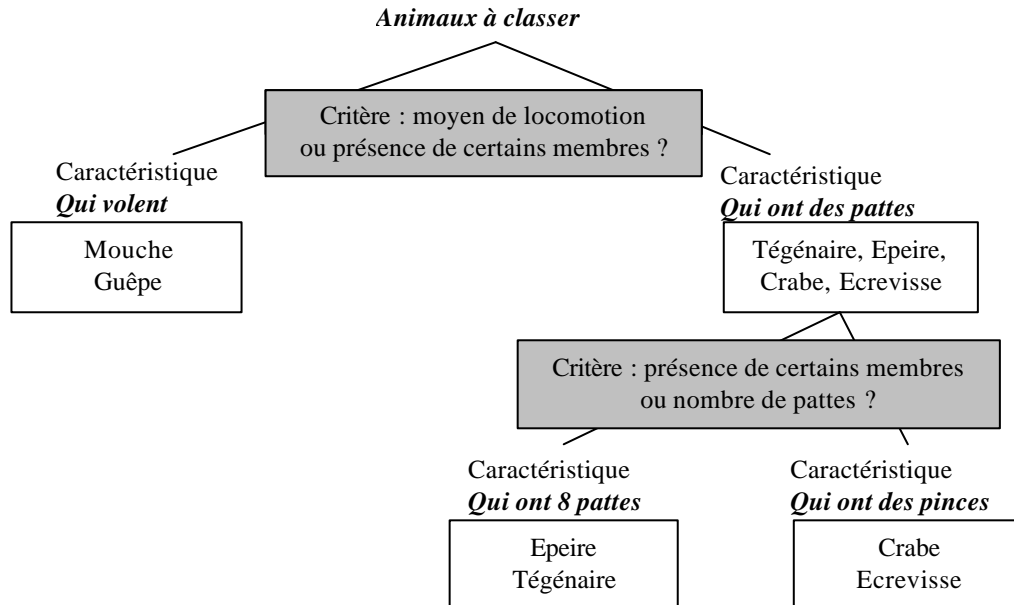 Animaux à classer
Critère : moyen de locomotion
ou présence de certains membres ?
Caractéristique
Qui volent
Caractéristique
Qui ont des pattes
Mouche
Guêpe
Tégénaire, Epeire,
Crabe, Ecrevisse
Critère : présence de certains membres
ou nombre de pattes ?
Caractéristique
Qui ont 8 pattes
Caractéristique
Qui ont des pinces
Epeire
Tégénaire
Crabe
Ecrevisse